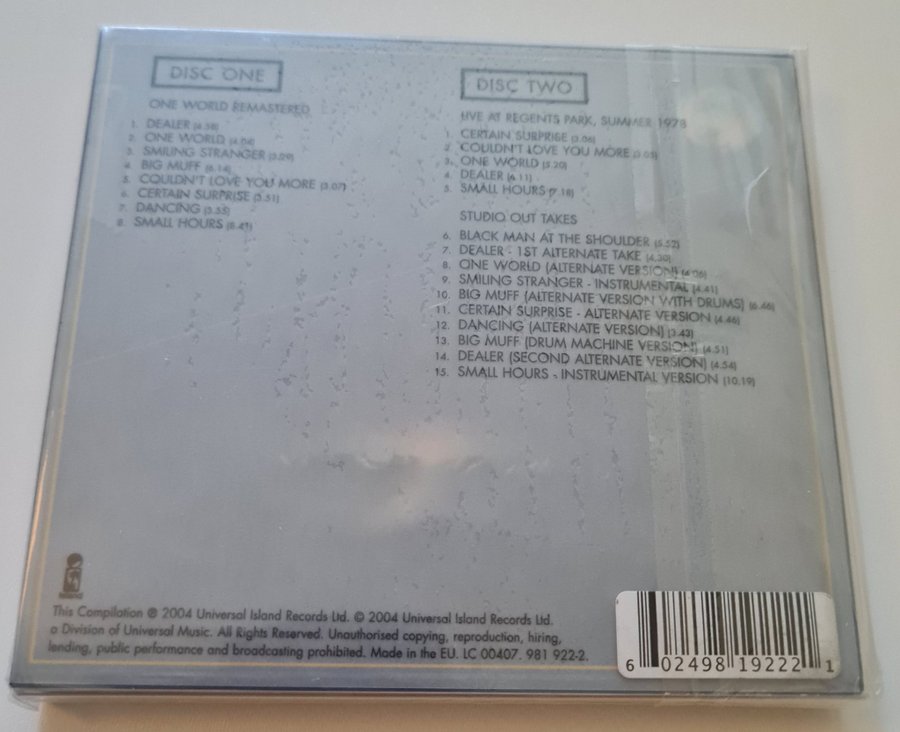 DISC ONE
ONE WORLD REMASTERED
1. DEALER (4.58)
2. ONE WORLD (4.08)
3. SMILING STRANGER (3.29)
4. BIG MUFF (6.14)
5. COULDN'T LOVE YOU MORE (3.07)
6. CERTAIN SURPRISE (3.51)
7. DANCING (3.55)
8. SMALL HOURS (8.41)
DISC TWO
LIVE AT REGENTS PARK, SUMMER 1978
1. CERTAIN SURPRISE (3.06)
2. COULDN'T LOVE YOU MORE (3.05)
3. ONE WORLD (5.20)
4. DEALER (6.11)
5. SMALL HOURS (7.18)
STUDIO OUT TAKES
6. BLACK MAN AT THE SHOULDER (5.52)
7. DEALER - 1ST ALTERNATE TAKE (4.30)
8. ONE WORLD (ALTERNATE VERSION) (4.06)
9. SMILING STRANGER - INSTRUMENTAL (4.41)
10. BIG MUFF (ALTERNATE VERSION WITH DRUMS) (6.46)
11. CERTAIN SURPRISE - ALTERNATE VERSION (4.46)
12. DANCING (ALTERNATE VERSION) (3.43)
13. BIG MUFF (DRUM MACHINE VERSION) (4.51)
14. DEALER (SECOND ALTERNATE VERSION) (4.54)
15. SMALL HOURS - INSTRUMENTAL VERSION (10.19)
ISLAND
This Compilation ℗ 2004 Universal Island Records Ltd. © 2004 Universal Island Records Ltd.
a Division of Universal Music. All Rights Reserved. Unauthorised copying, reproduction, hiring,
lending, public performance and broadcasting prohibited. Made in the EU. LC 00407. 981 922-2.
6 02498 19222 1